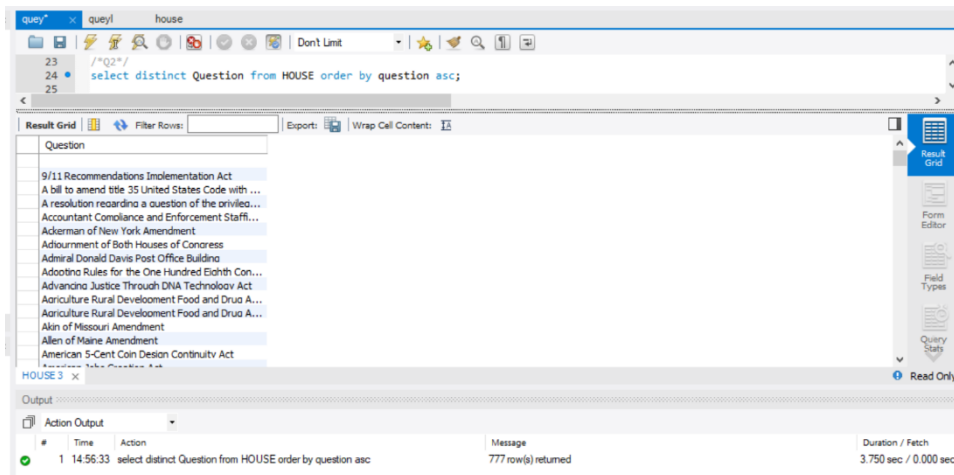 quey* × queyl house
Don't Limit
23 /*Q2*/
24 select distinct Question from HOUSE order by question asc;
25
Result Grid Filter Rows: Export: Wrap Cell Content:
Question
9/11 Recommendations Implementation Act
A bill to amend title 35 United States Code with ...
A resolution regarding a question of the privileg...
Accountant Compliance and Enforcement Staffi...
Ackerman of New York Amendment
Adjournment of Both Houses of Congress
Admiral Donald Davis Post Office Building
Adopting Rules for the One Hundred Eighth Con...
Advancing Justice Through DNA Technology Act
Agriculture Rural Development Food and Drug A...
Agriculture Rural Development Food and Drug A...
Akin of Missouri Amendment
Allen of Maine Amendment
American 5-Cent Coin Design Continuity Act
American Jobs Creation Act
Result
Grid
Form
Editor
Field
Types
Query
Stats
HOUSE 3 × Read Only
Output
Action Output
# Time Action Message Duration / Fetch
1 14:56:33 select distinct Question from HOUSE order by question asc 777 row(s) returned 3.750 sec / 0.000 sec